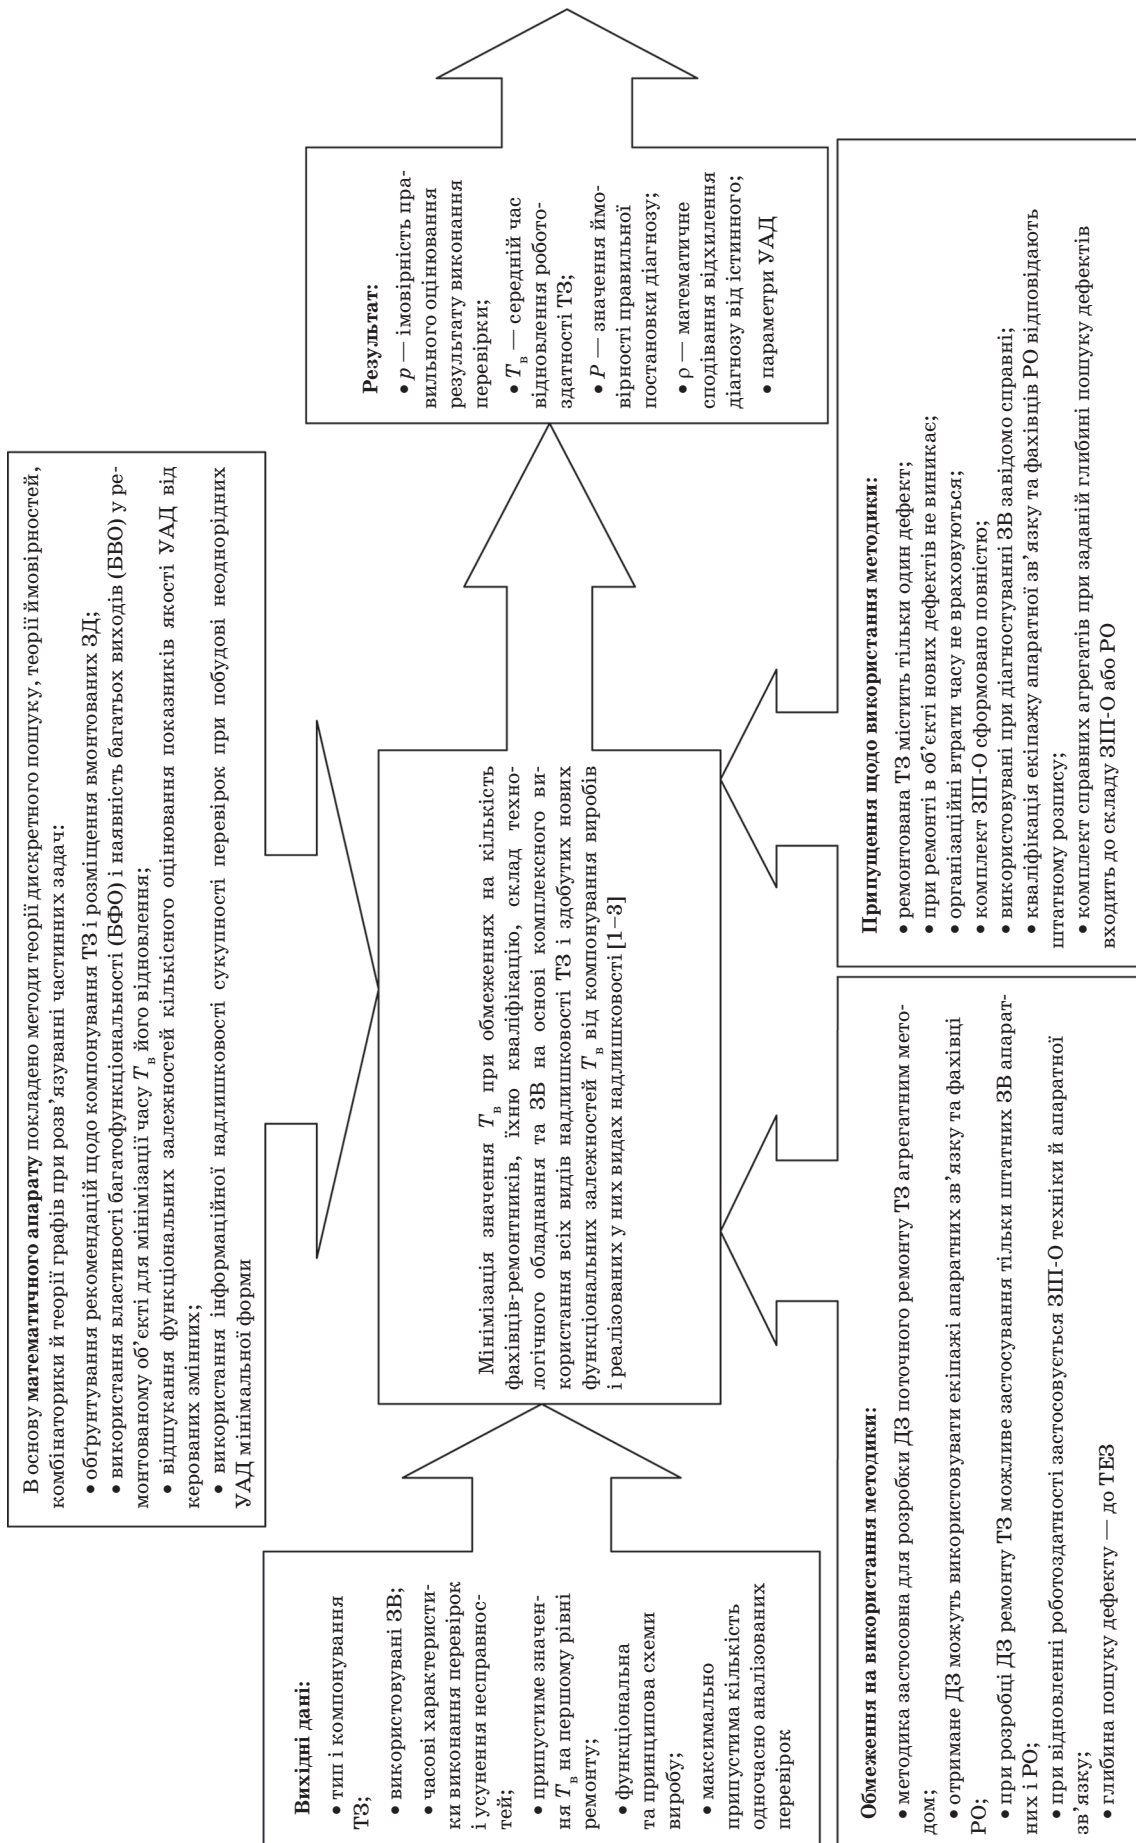 В основу математичного апарату покладено методи теорії дискретного пошуку, теорії ймовірностей,
комбінаторики й теорії графів при розв’язуванні частинних задач:
• обґрунтування рекомендацій щодо компонування ТЗ і розміщення вмонтованих ЗД;
• використання властивості багатофункціональності (БФО) і наявність багатьох виходів (БВО) у ре-
монтованому об’єкті для мінімізації часу Tв його відновлення;
• відшукання функціональних залежностей кількісного оцінювання показників якості УАД від
керованих змінних;
• використання інформаційної надлишковості сукупності перевірок при побудові неоднорідних
УАД мінімальної форми
Вихідні дані:
• тип і компонування
ТЗ;
• використовувані ЗВ;
• часові характеристи-
ки виконання перевірок
і усунення несправнос-
тей;
• припустиме значен-
ня Tв на першому рівні
ремонту;
• функціональна
та принципова схеми
виробу;
• максимально
припустима кількість
одночасно аналізованих
перевірок
Мінімізація значення Tв при обмеженнях на кількість
фахівців-ремонтників, їхню кваліфікацію, склад техно-
логічного обладнання та ЗВ на основі комплексного ви-
користання всіх видів надлишковості ТЗ і здобутих нових
функціональних залежностей Tв від компонування виробів
і реалізованих у них видах надлишковості [1–3]
Результат:
• p — імовірність пра-
вильного оцінювання
результату виконання
перевірки;
• Tв — середній час
відновлення робото-
здатності ТЗ;
• P — значення ймо-
вірності правильної
постановки діагнозу;
• ρ — математичне
сподівання відхилення
діагнозу від істинного;
• параметри УАД
Обмеження на використання методики:
• методика застосовна для розробки ДЗ поточного ремонту ТЗ агрегатним мето-
дом;
• отримане ДЗ можуть використовувати екіпажі апаратних зв’язку та фахівці
РО;
• при розробці ДЗ ремонту ТЗ можливе застосування тільки штатних ЗВ апарат-
них і РО;
• при відновленні роботоздатності застосовується ЗІП-О техніки й апаратної
зв’язку;
• глибина пошуку дефекту — до ТЕЗ
Припущення щодо використання методики:
• ремонтована ТЗ містить тільки один дефект;
• при ремонті в об’єкті нових дефектів не виникає;
• організаційні втрати часу не враховуються;
• комплект ЗІП-О сформовано повністю;
• використовувані при діагностуванні ЗВ завідомо справні;
• кваліфікація екіпажу апаратної зв’язку та фахівців РО відповідають
штатному розпису;
• комплект справних агрегатів при заданій глибині пошуку дефектів
входить до складу ЗІП-О або РО